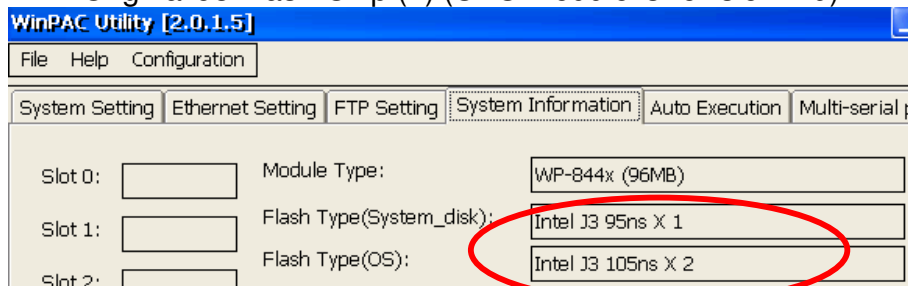 WinPAC Utility [2.0.1.5]
File Help Configuration
System Setting Ethernet Setting FTP Setting System Information Auto Execution Multi-serial
Slot 0: Module Type: WP-844x (96MB)
Slot 1: Flash Type(System_disk): Intel J3 95ns X 1
Flash Type(OS): Intel J3 105ns X 2
Slot 2: